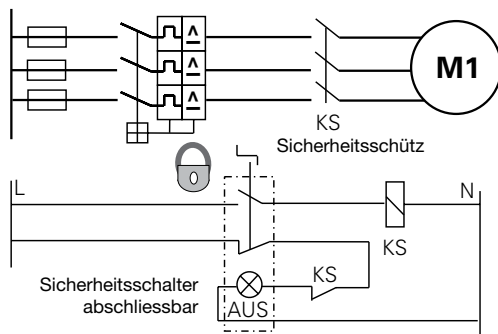 M1
KS
Sicherheitsschütz
L
N
KS
Sicherheitsschalter
abschliessbar
KS
AUS